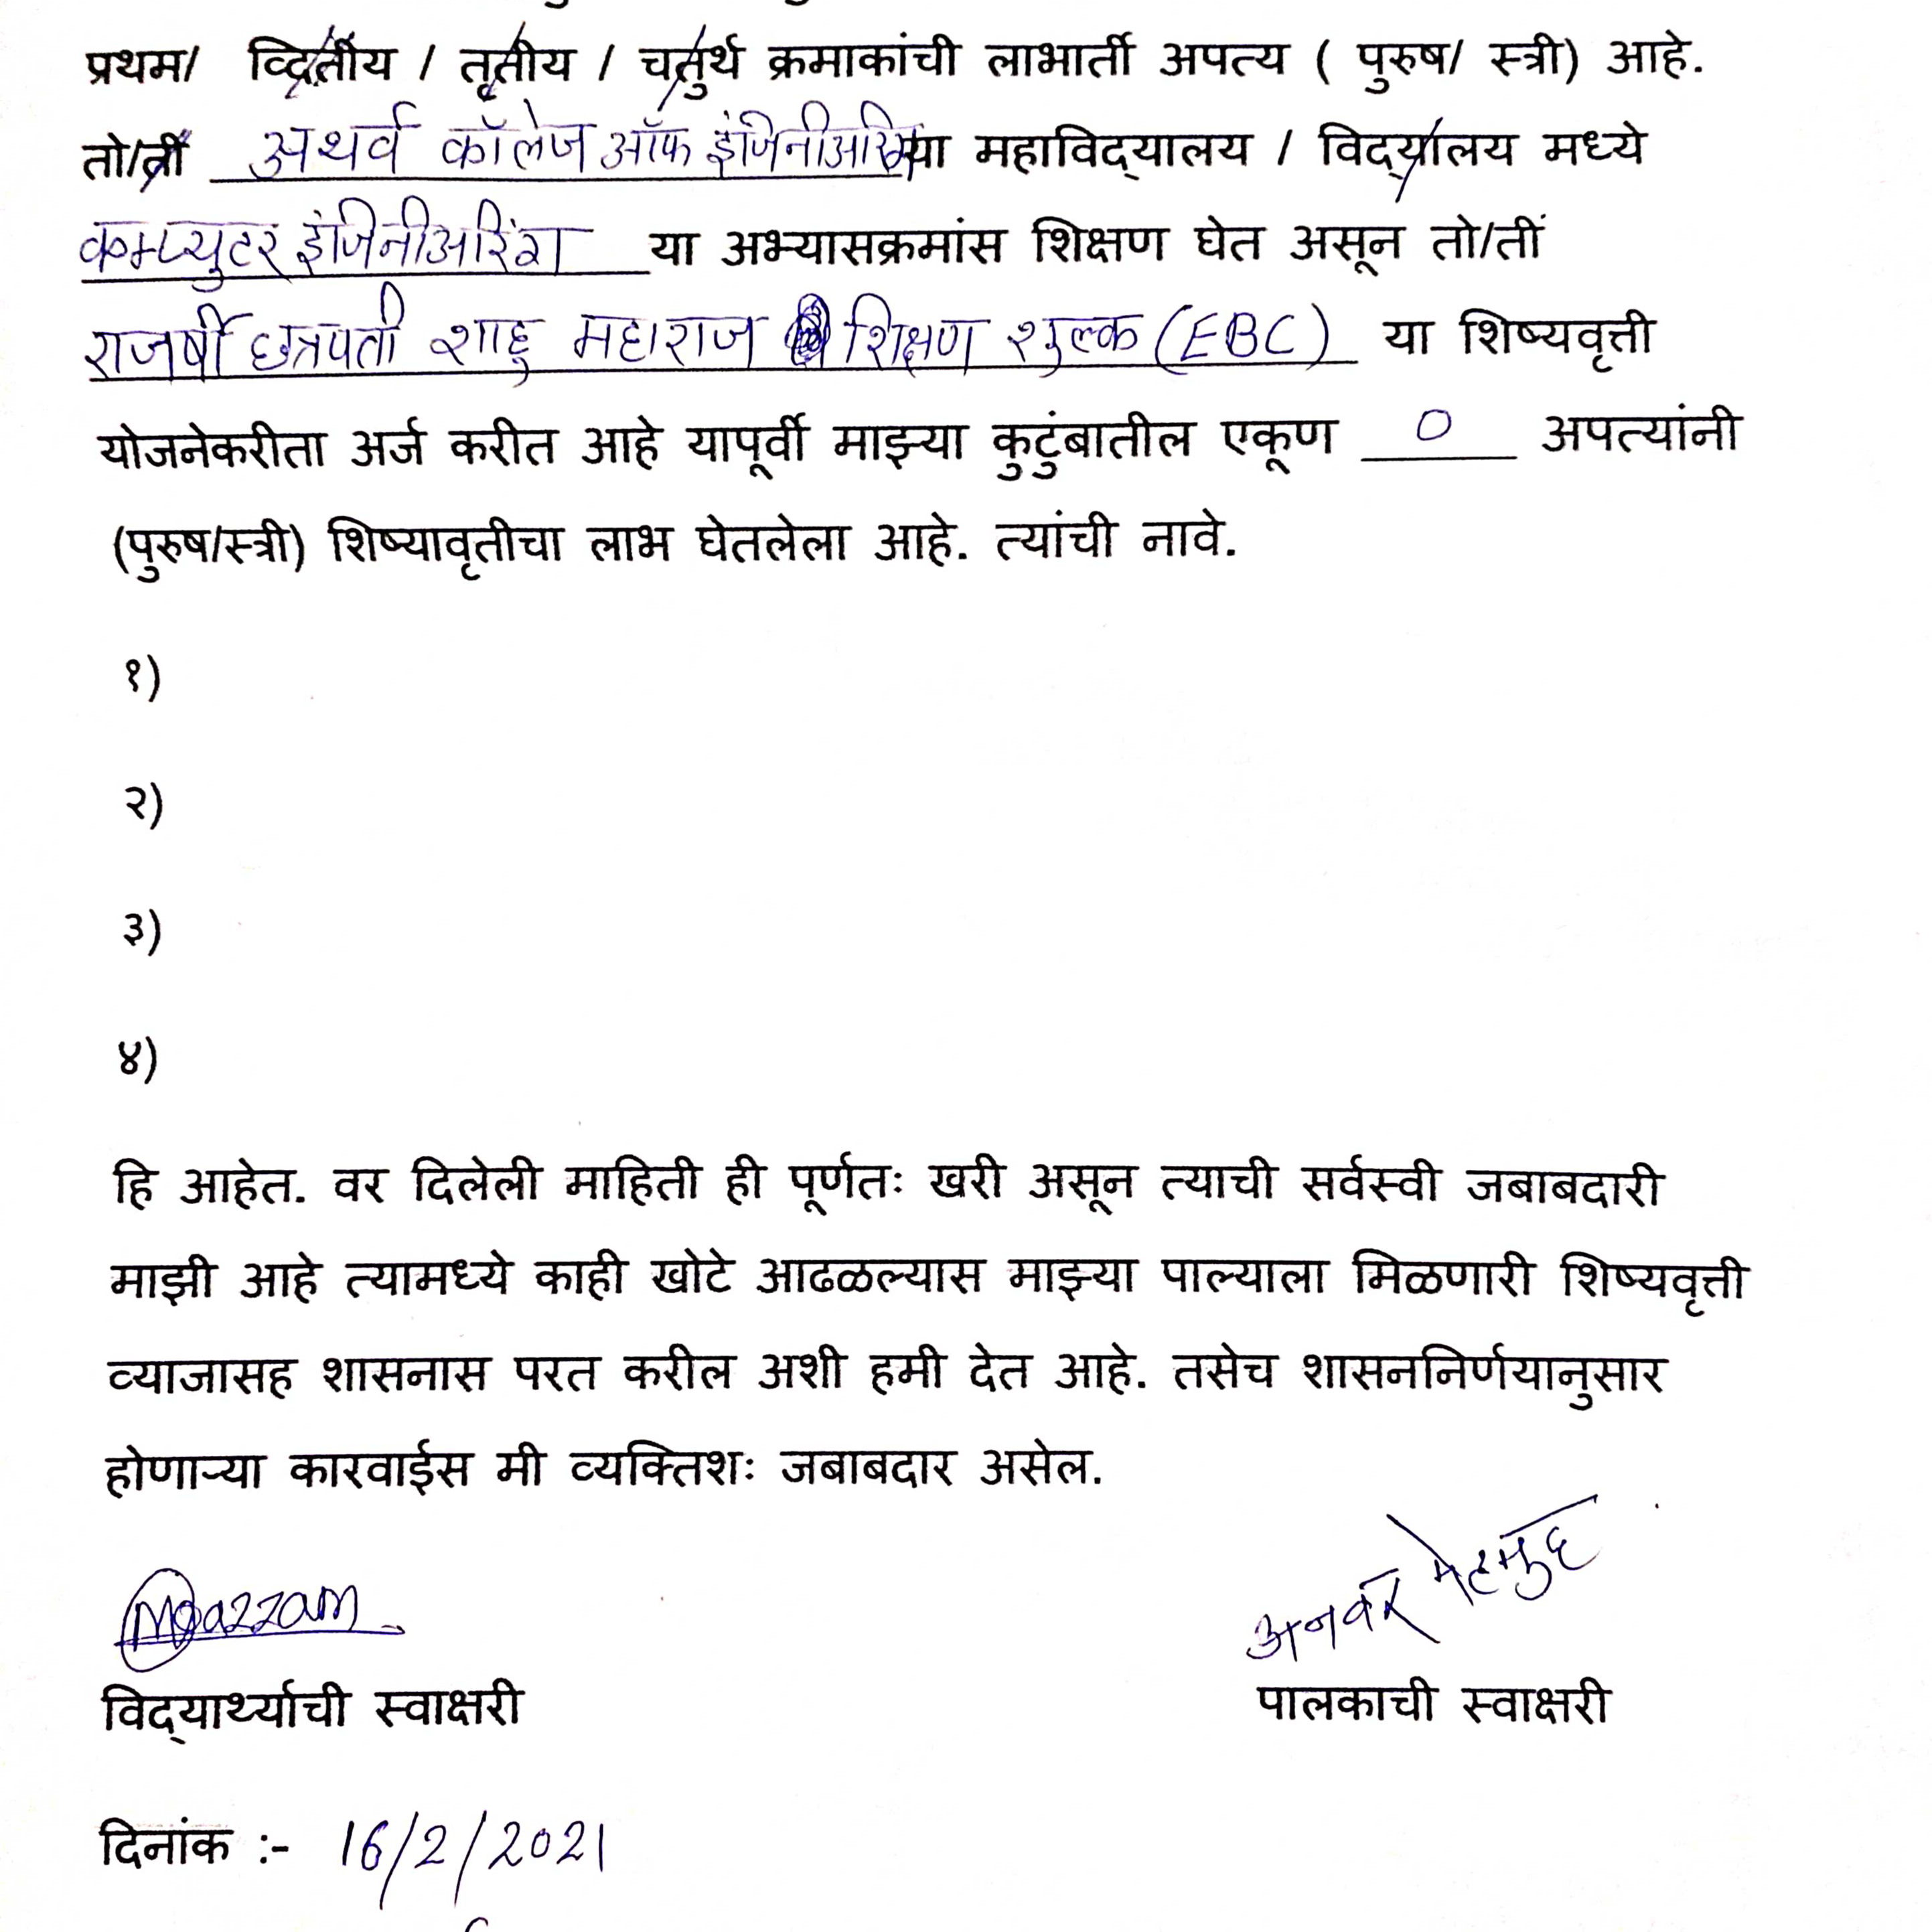 प्रथम/ व्दितीय / तृतीय / चतुर्थ क्रमाकांची लाभार्ती अपत्य ( पुरुष/ स्त्री) आहे.
तो/ती अथर्व कॉलेज ऑफ इंजिनीअरिंग या महाविद्यालय / विद्यालय मध्ये
कम्प्युटर इंजिनीअरिंग या अभ्यासक्रमांस शिक्षण घेत असून तो/तीं
राजर्षी छत्रपती शाहु महाराज शिक्षण शुल्क (EBC) या शिष्यवृत्ती
योजनेकरीता अर्ज करीत आहे यापूर्वी माझ्या कुटुंबातील एकूण 0 अपत्यांनी
(पुरुष/स्त्री) शिष्यावृतीचा लाभ घेतलेला आहे. त्यांची नावे.
१)
२)
३)
४)
हि आहेत. वर दिलेली माहिती ही पूर्णतः खरी असून त्याची सर्वस्वी जबाबदारी
माझी आहे त्यामध्ये काही खोटे आढळल्यास माझ्या पाल्याला मिळणारी शिष्यवृत्ती
व्याजासह शासनास परत करील अशी हमी देत आहे. तसेच शासननिर्णयानुसार
होणाऱ्या कारवाईस मी व्यक्तिशः जबाबदार असेल.
अनवर
विद्यार्थ्याची स्वाक्षरी पालकाची स्वाक्षरी
दिनांक :- 16/2/2021